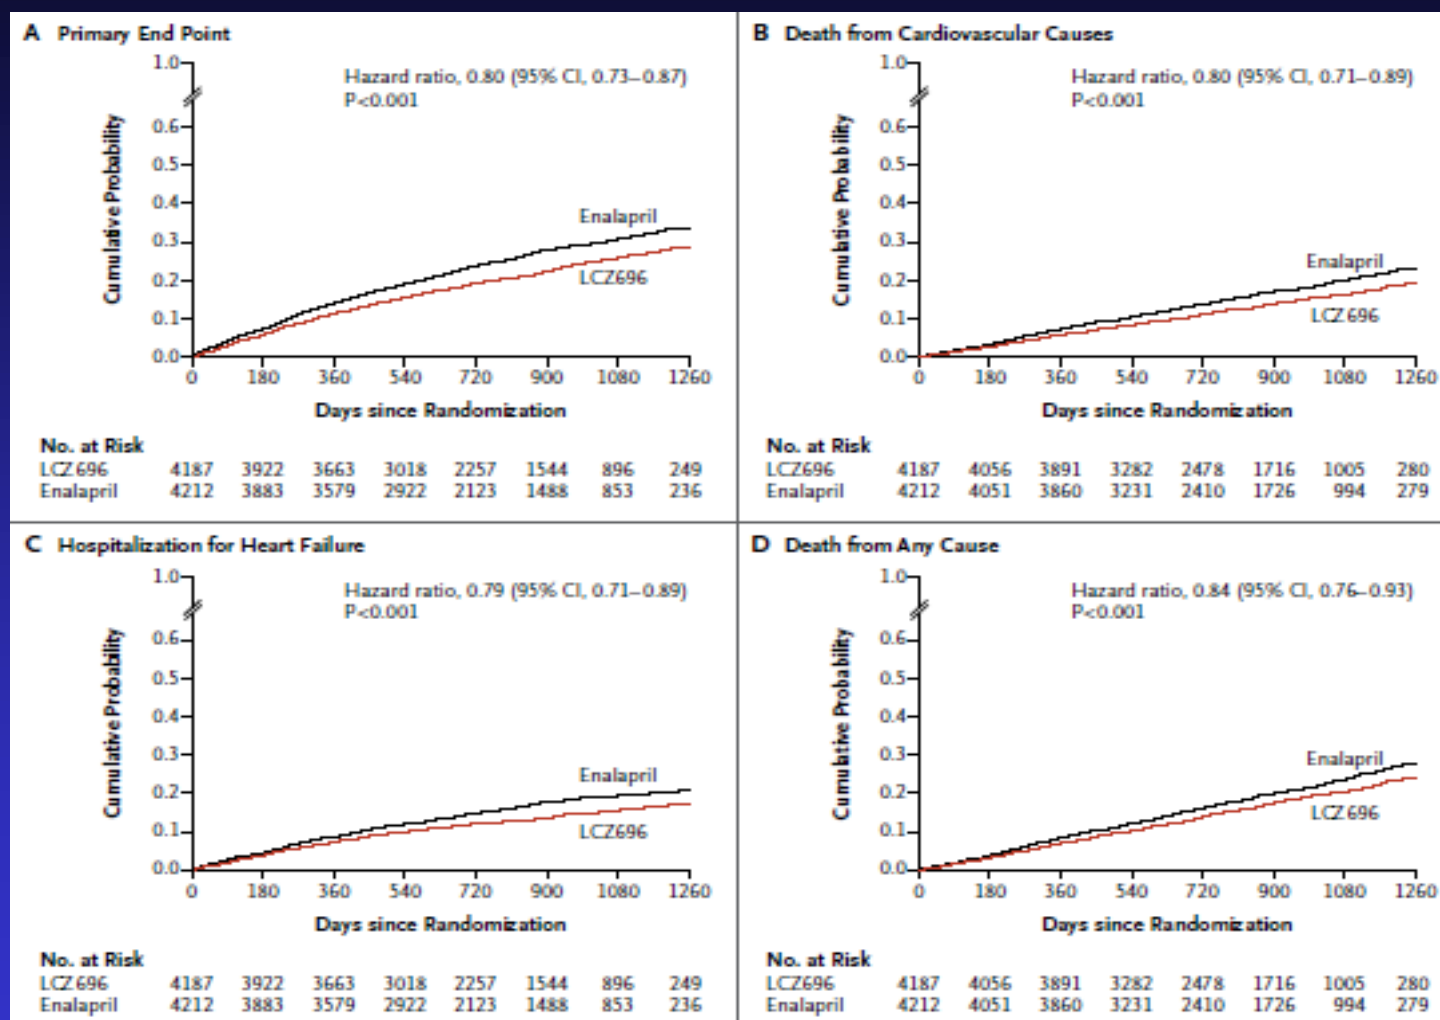 A Primary End Point
1.0
Hazard ratio, 0.80 (95% CI, 0.73–0.87)
P<0.001
0.6
0.5
0.4
0.3
0.2
0.1
0.0
Cumulative Probability
Enalapril
LCZ696
0 180 360 540 720 900 1080 1260
Days since Randomization
No. at Risk
LCZ696 4187 3922 3663 3018 2257 1544 896 249
Enalapril 4212 3883 3579 2922 2123 1488 853 236
B Death from Cardiovascular Causes
1.0
Hazard ratio, 0.80 (95% CI, 0.71–0.89)
P<0.001
0.6
0.5
0.4
0.3
0.2
0.1
0.0
Cumulative Probability
Enalapril
LCZ696
0 180 360 540 720 900 1080 1260
Days since Randomization
No. at Risk
LCZ696 4187 4056 3891 3282 2478 1716 1005 280
Enalapril 4212 4051 3860 3231 2410 1726 994 279
C Hospitalization for Heart Failure
1.0
Hazard ratio, 0.79 (95% CI, 0.71–0.89)
P<0.001
0.6
0.5
0.4
0.3
0.2
0.1
0.0
Cumulative Probability
Enalapril
LCZ696
0 180 360 540 720 900 1080 1260
Days since Randomization
No. at Risk
LCZ696 4187 3922 3663 3018 2257 1544 896 249
Enalapril 4212 3883 3579 2922 2123 1488 853 236
D Death from Any Cause
1.0
Hazard ratio, 0.84 (95% CI, 0.76–0.93)
P<0.001
0.6
0.5
0.4
0.3
0.2
0.1
0.0
Cumulative Probability
Enalapril
LCZ696
0 180 360 540 720 900 1080 1260
Days since Randomization
No. at Risk
LCZ696 4187 4056 3891 3282 2478 1716 1005 280
Enalapril 4212 4051 3860 3231 2410 1726 994 279